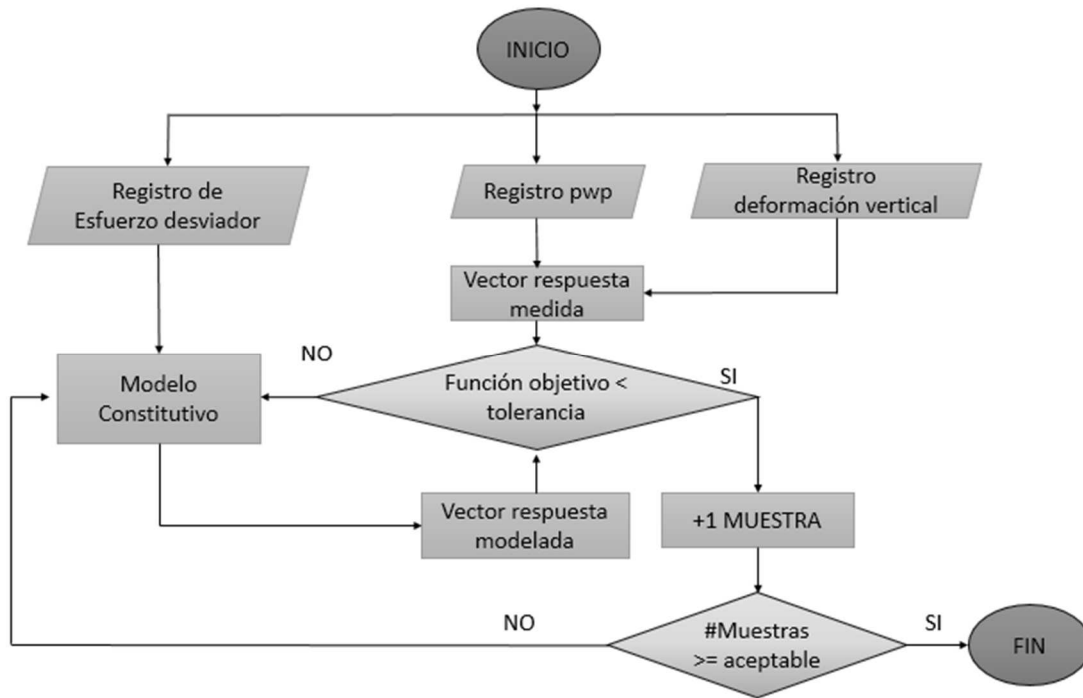 INICIO
Registro de
Esfuerzo desviador
Registro pwp
Registro
deformación vertical
Vector respuesta
medida
NO
Función objetivo <
tolerancia
SI
Modelo
Constitutivo
Vector respuesta
modelada
+1 MUESTRA
NO
#Muestras
>= aceptable
SI
FIN